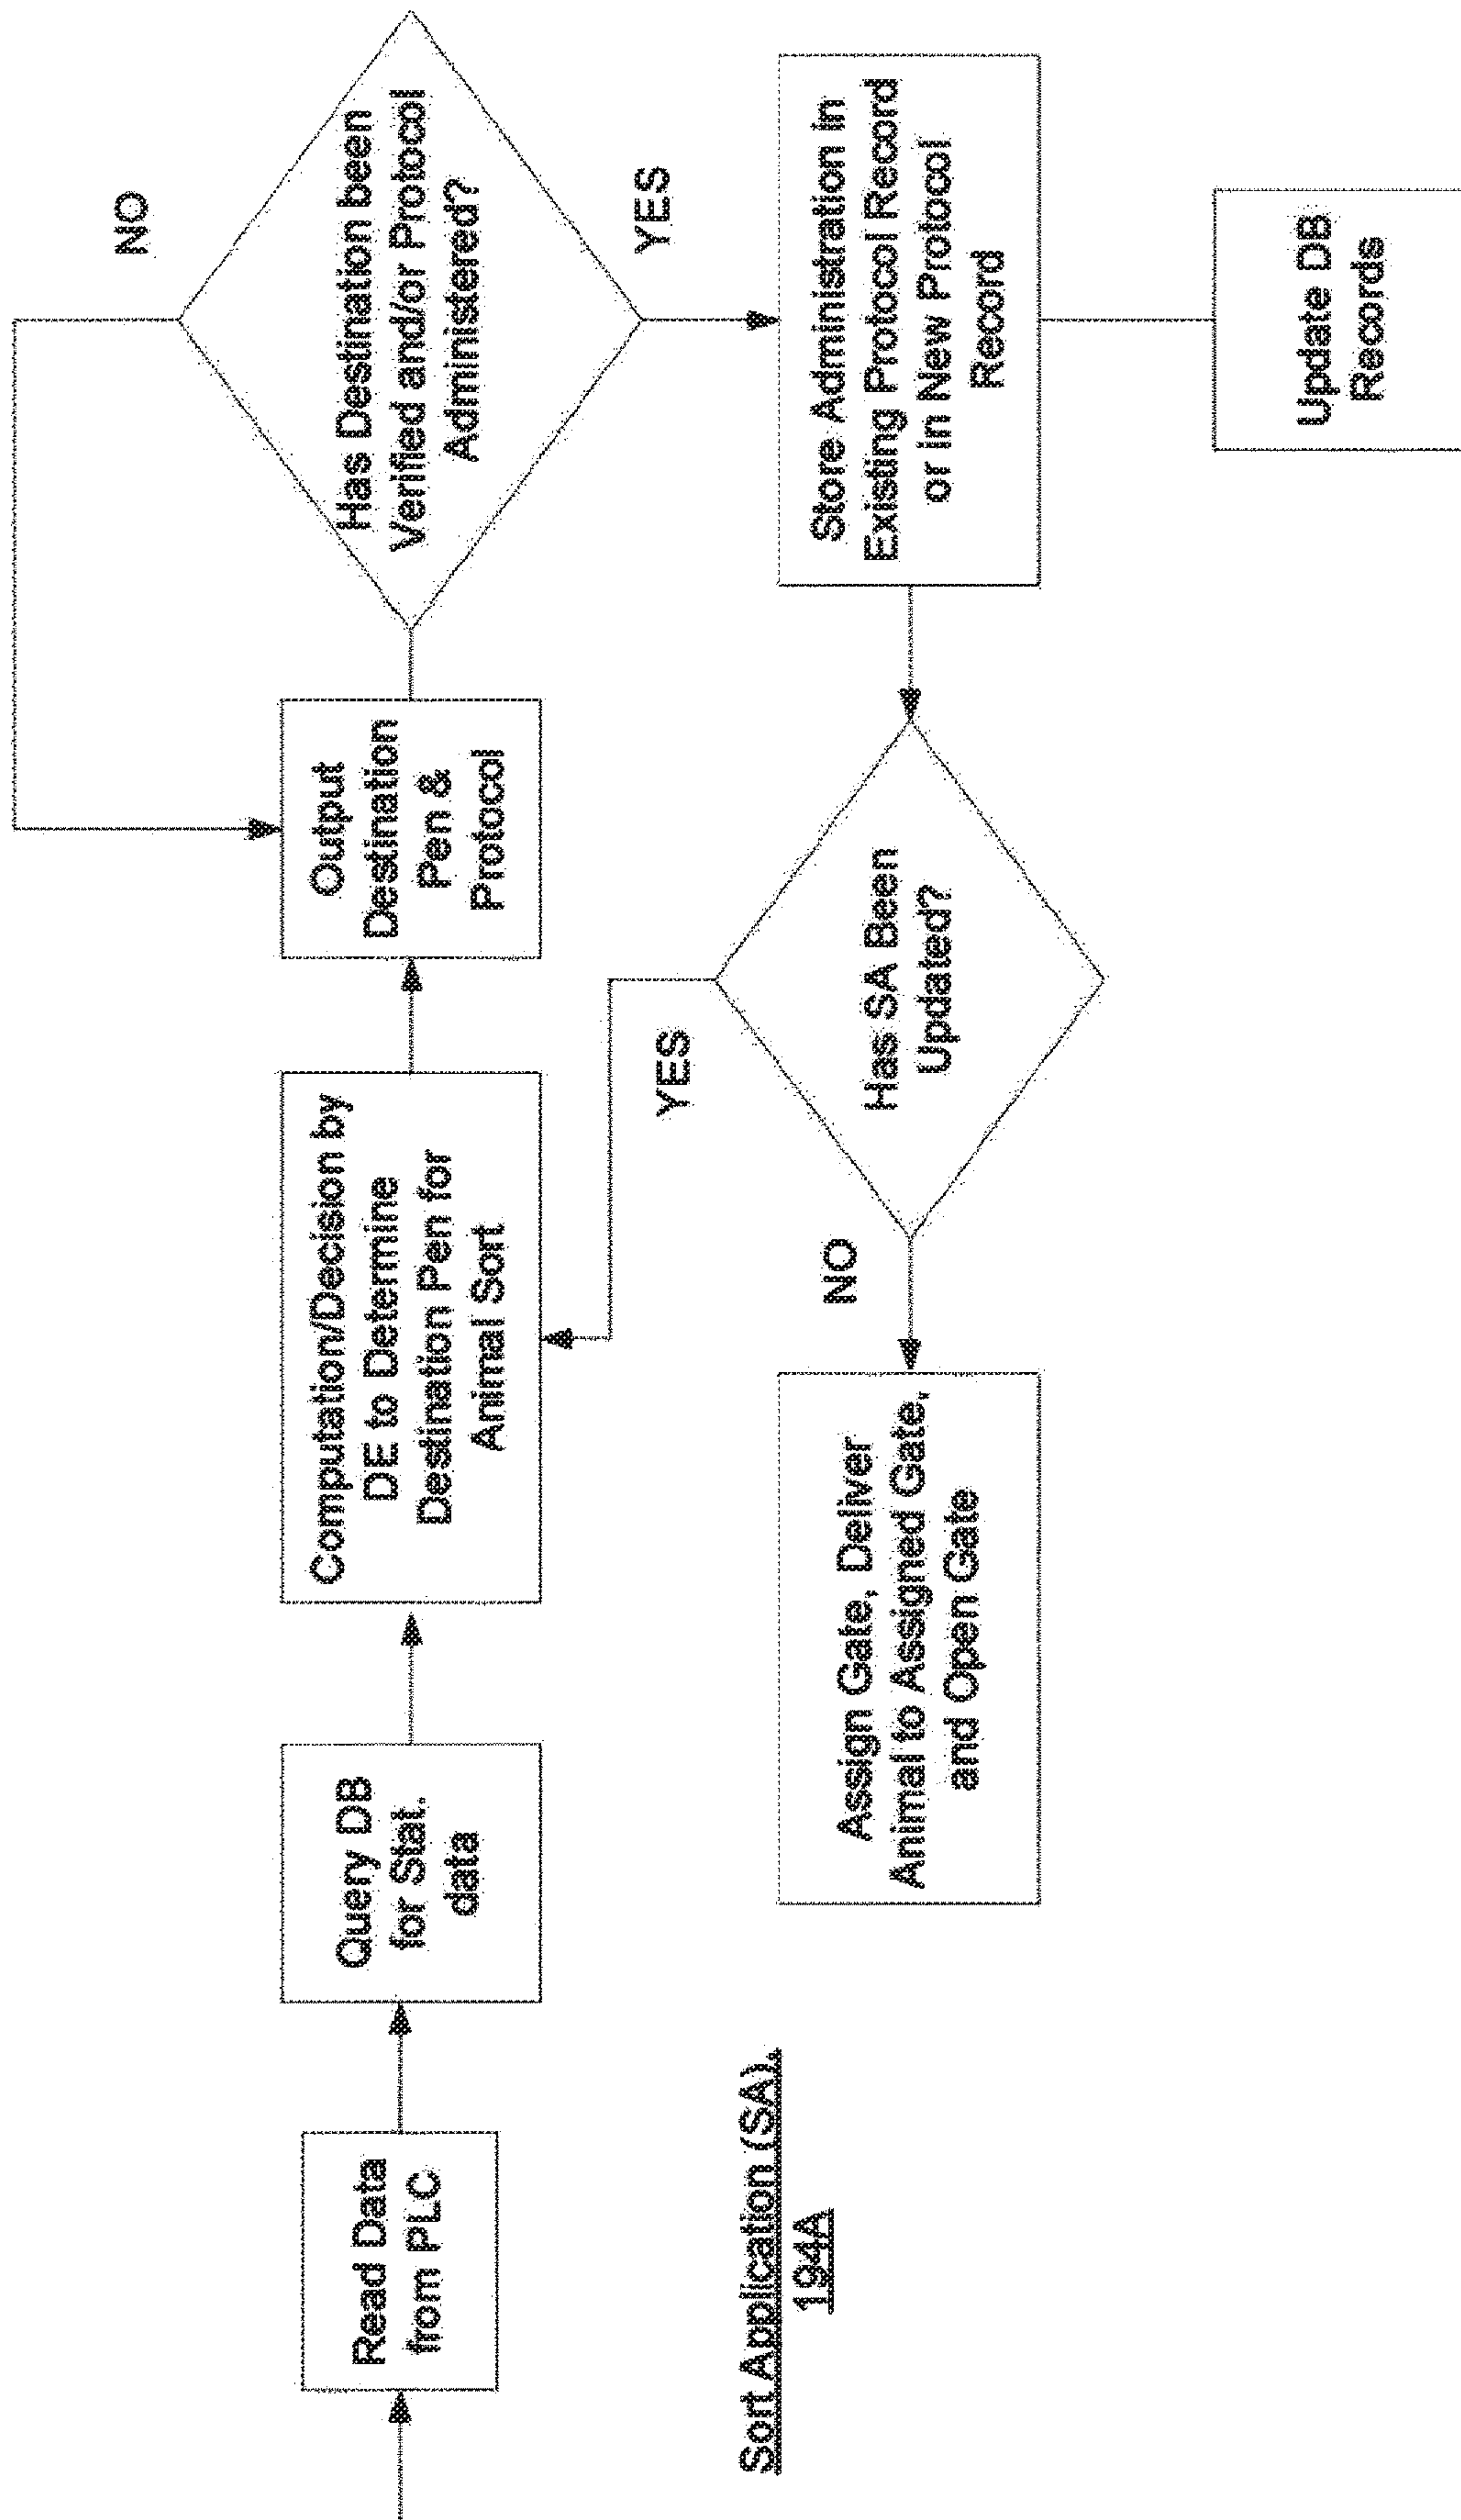 Read Data
from PLC
Query DB
for Stat.
data
Computation/Decision by
DE to Determine
Destination Pen for
Animal Sort
Output
Destination
Pen &
Protocol
Has Destination been
Verified and/or Protocol
Administered?
NO
YES
Store Administration in
Existing Protocol Record
or in New Protocol
Record
Update DB
Records
Has SA Been
Updated?
YES
NO
Assign Gate, Deliver
Animal to Assigned Gate,
and Open Gate
Sort Application (SA),
194A